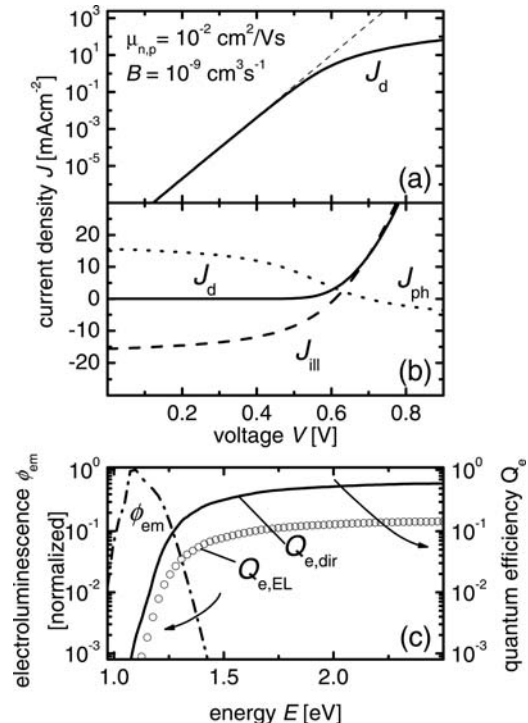 10³
10¹
10⁻¹
10⁻³
10⁻⁵
μn,p = 10⁻² cm²/Vs
B = 10⁻⁹ cm³s⁻¹
Jd
(a)
current density J [mAcm⁻²]
20
10
0
-10
-20
Jd
Jph
Jill
(b)
0.2 0.4 0.6 0.8
voltage V [V]
electroluminescence ϕem
[normalized]
10⁰
10⁻¹
10⁻²
10⁻³
ϕem
Qe,dir
Qe,EL
(c)
10⁰
10⁻¹
10⁻²
10⁻³
quantum efficiency Qe
1.0 1.5 2.0
energy E [eV]